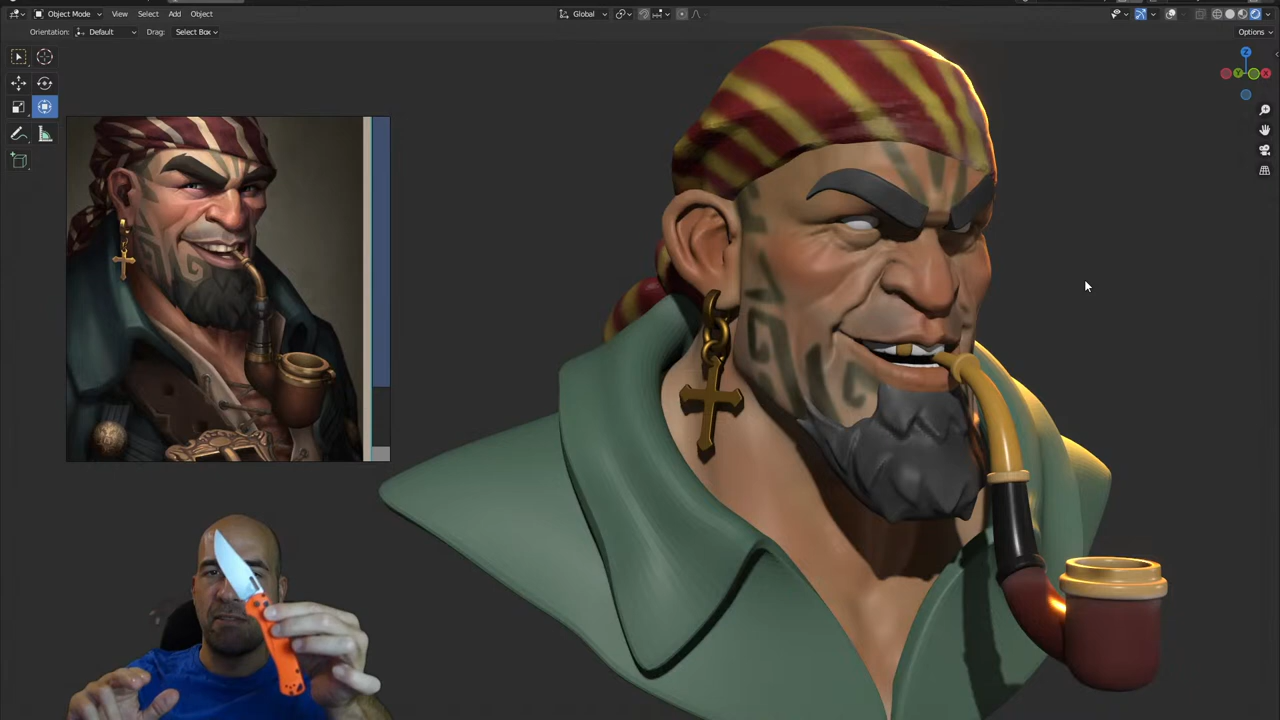 Object Mode View Select Add Object Global
Orientation: Default Drag: Select Box Options
Z
Y X